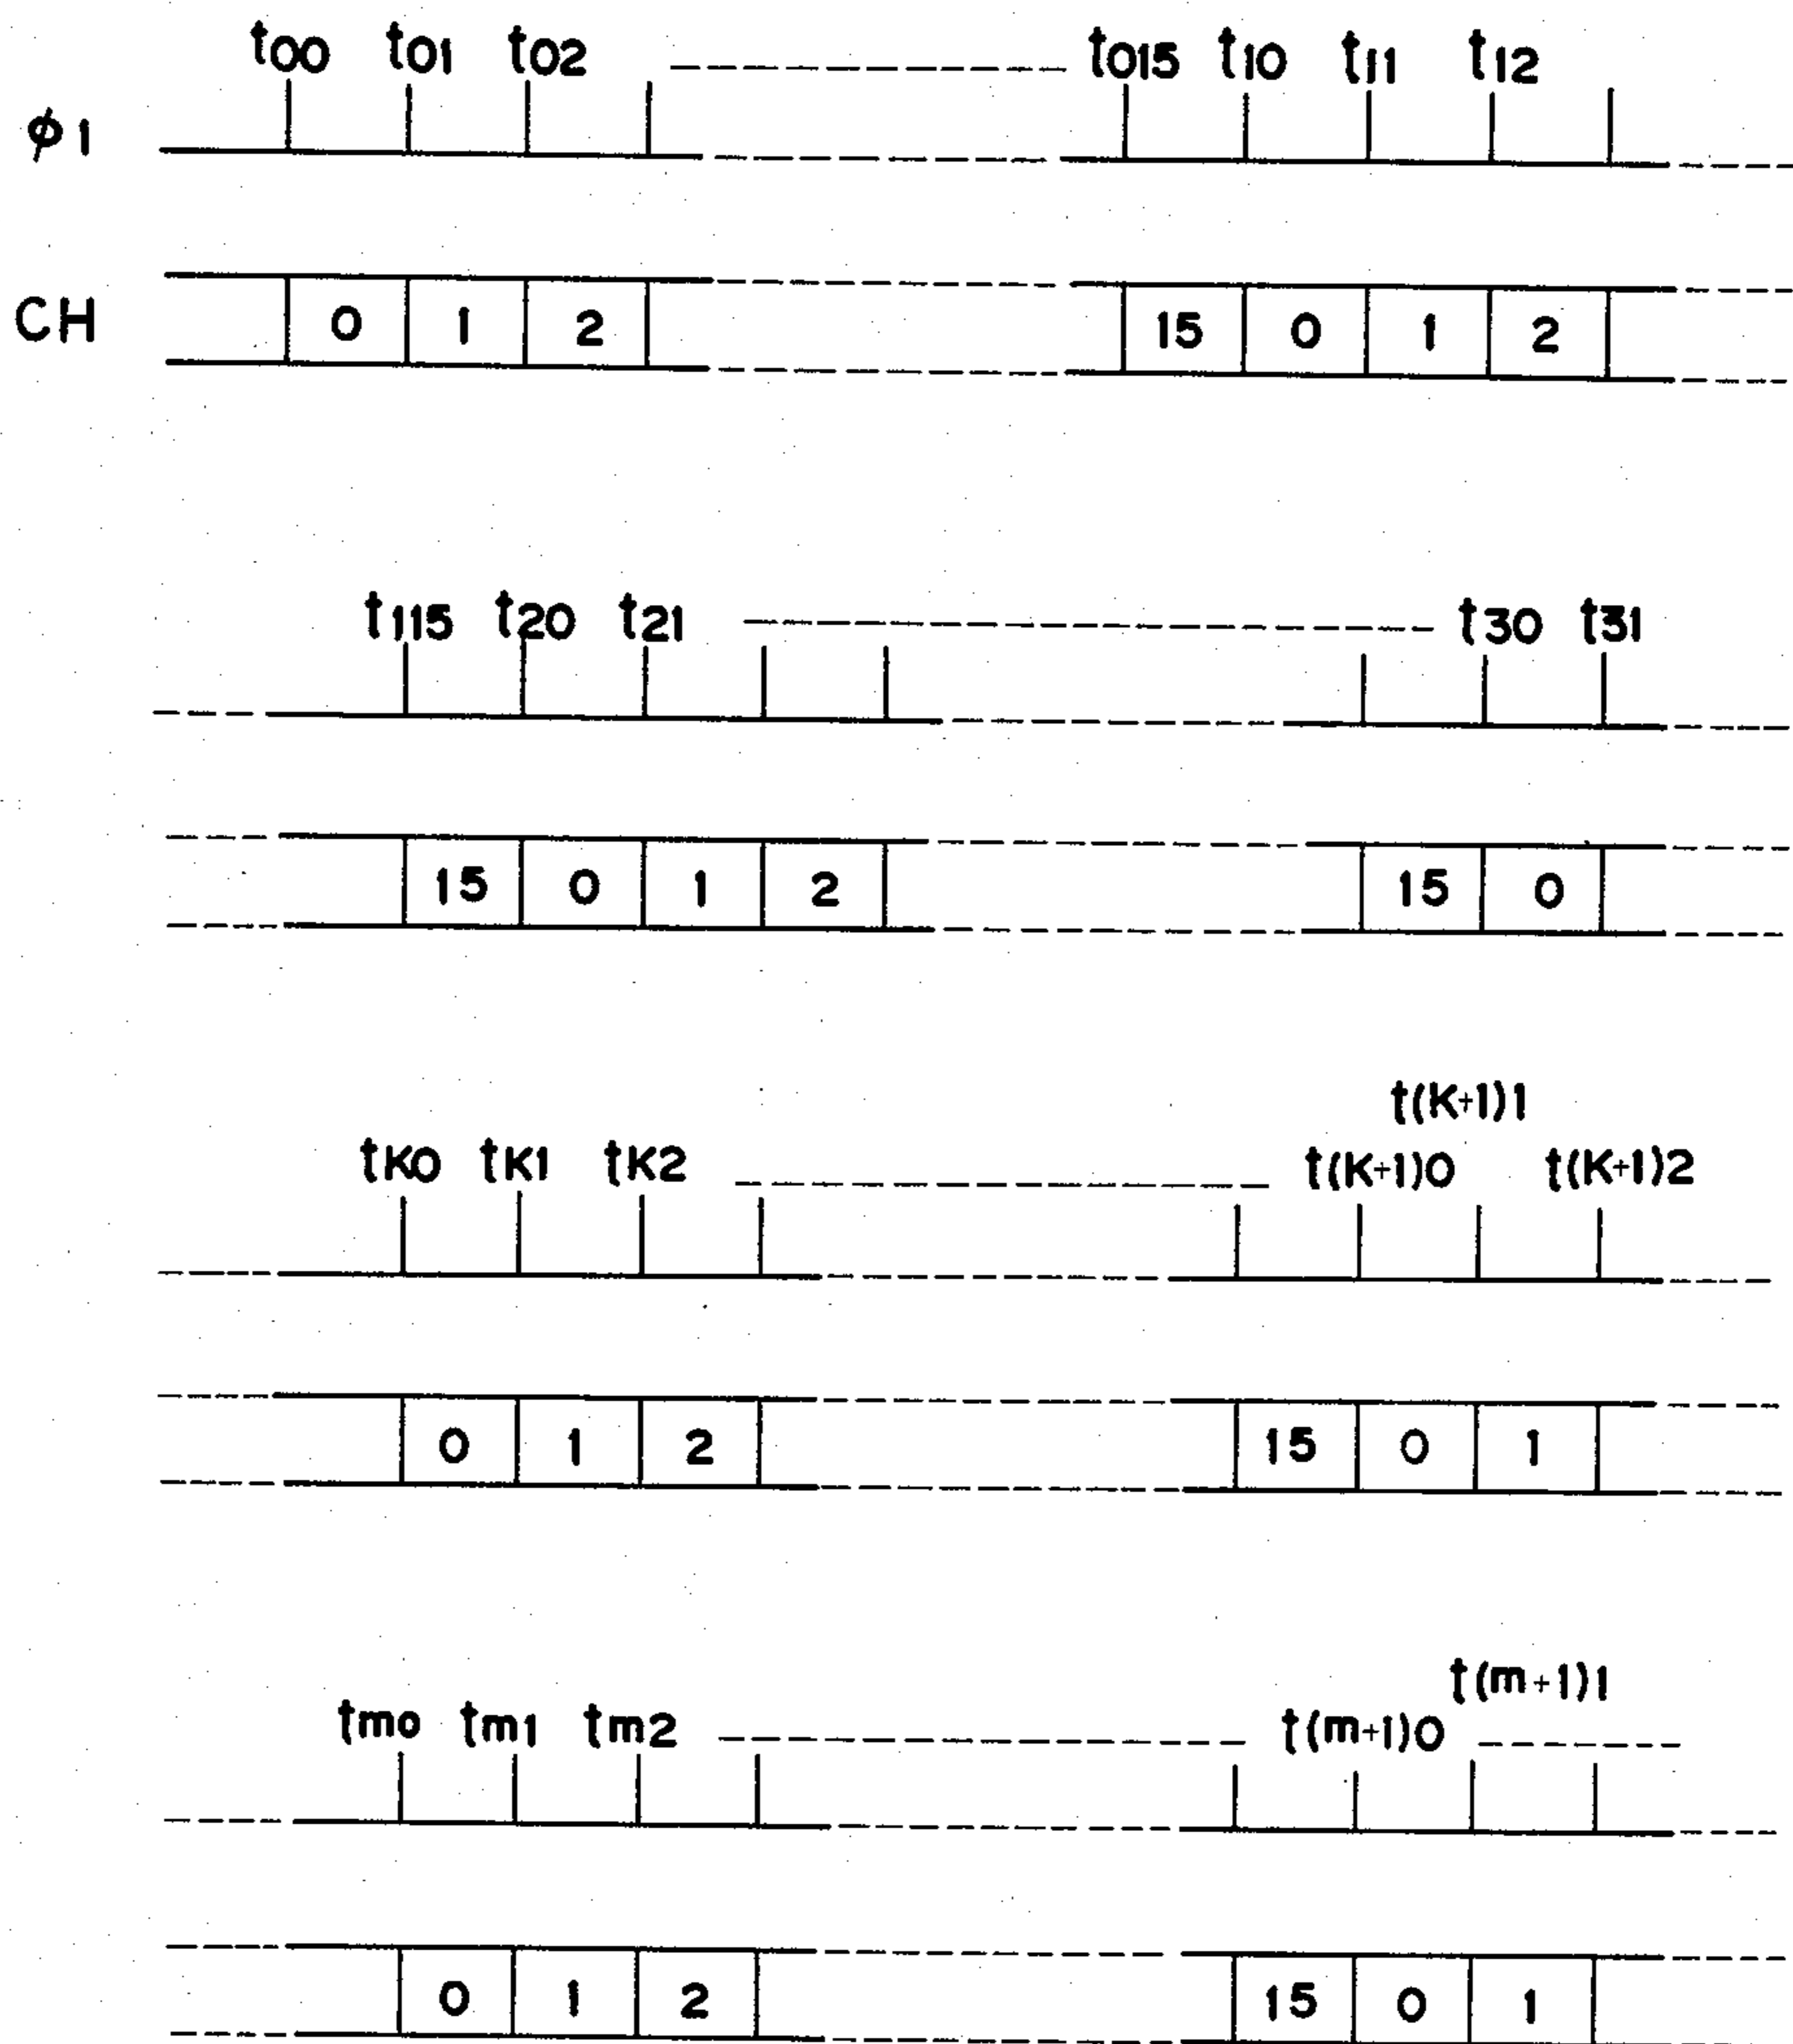 t00 t01 t02 t015 t10 t11 t12
φ1
CH 0 1 2 15 0 1 2
t115 t20 t21 t30 t31
15 0 1 2 15 0
t(K+1)1
tK0 tK1 tK2 t(K+1)0 t(K+1)2
0 1 2 15 0 1
t(m+1)1
tm0 tm1 tm2 t(m+1)0
0 1 2 15 0 1